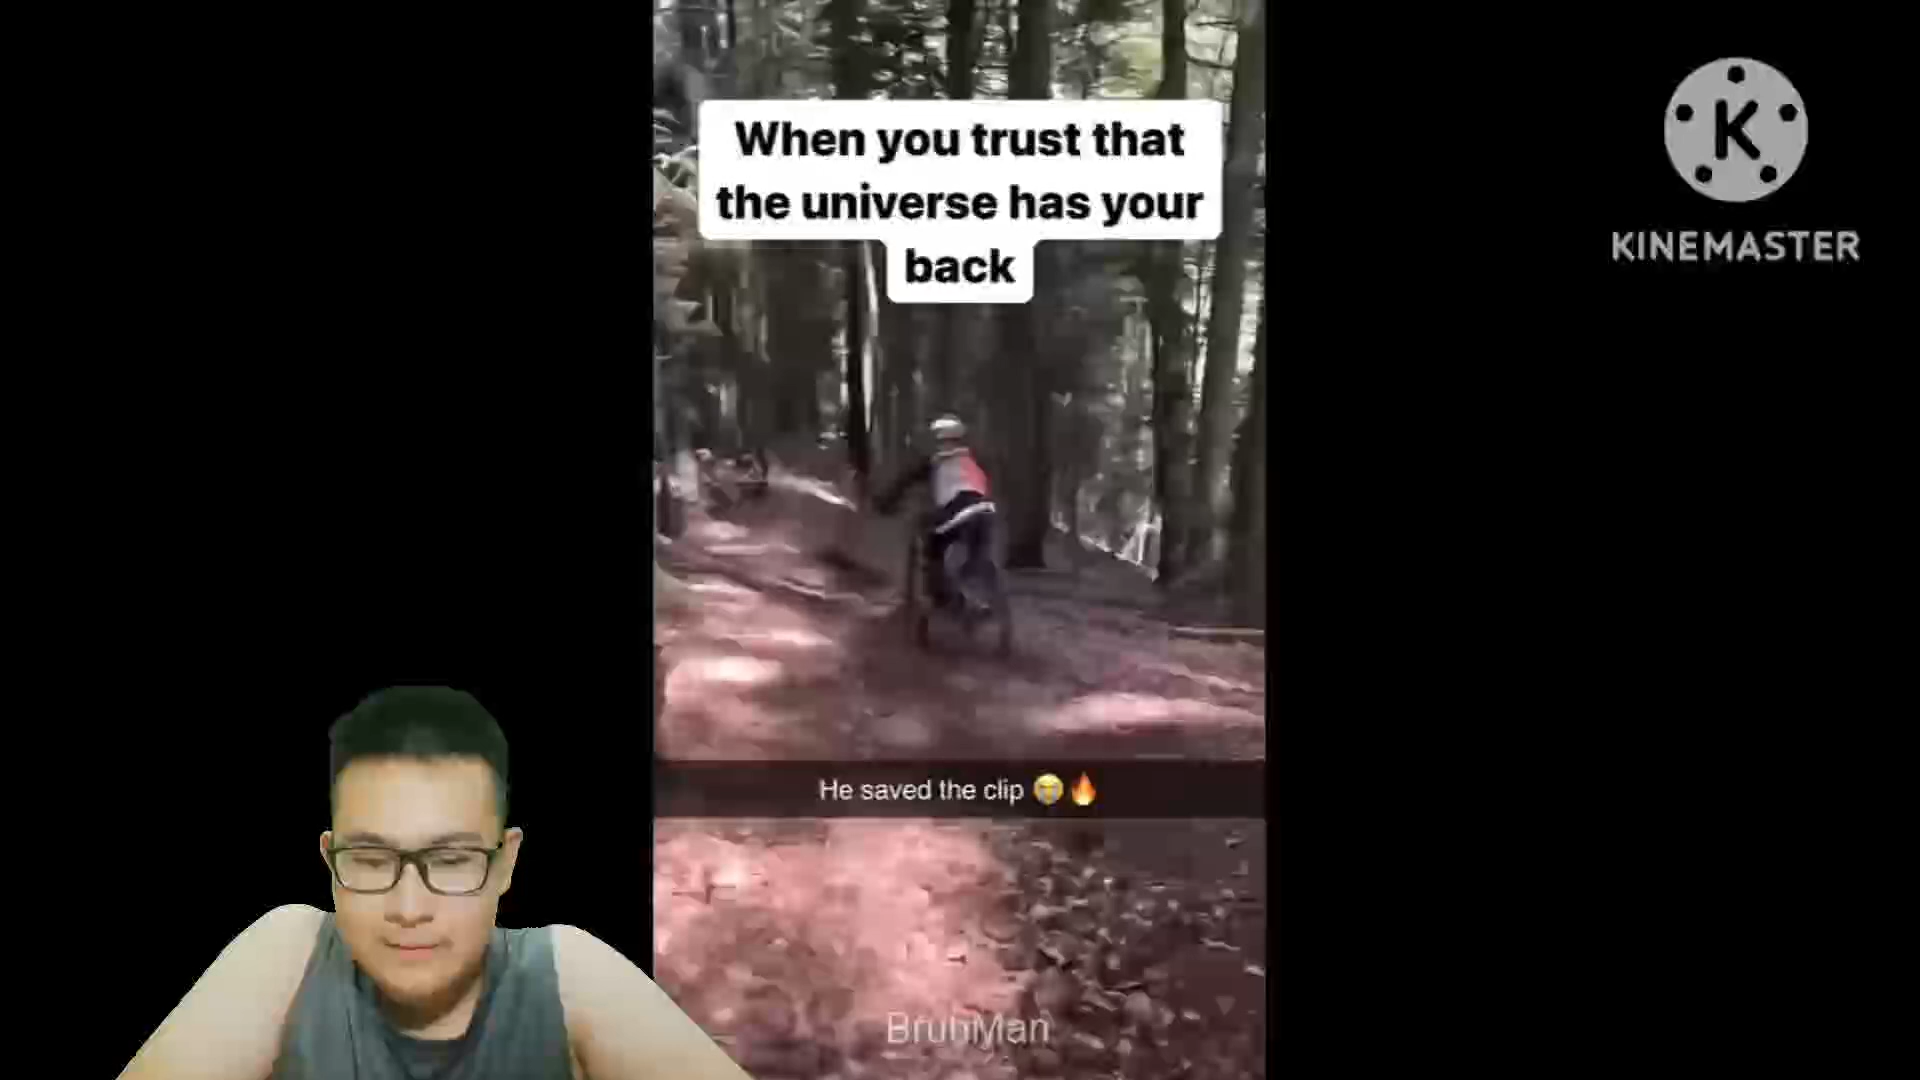 When you trust that
the universe has your
back
K
KINEMASTER
He saved the clip 😭🔥
BruhMan